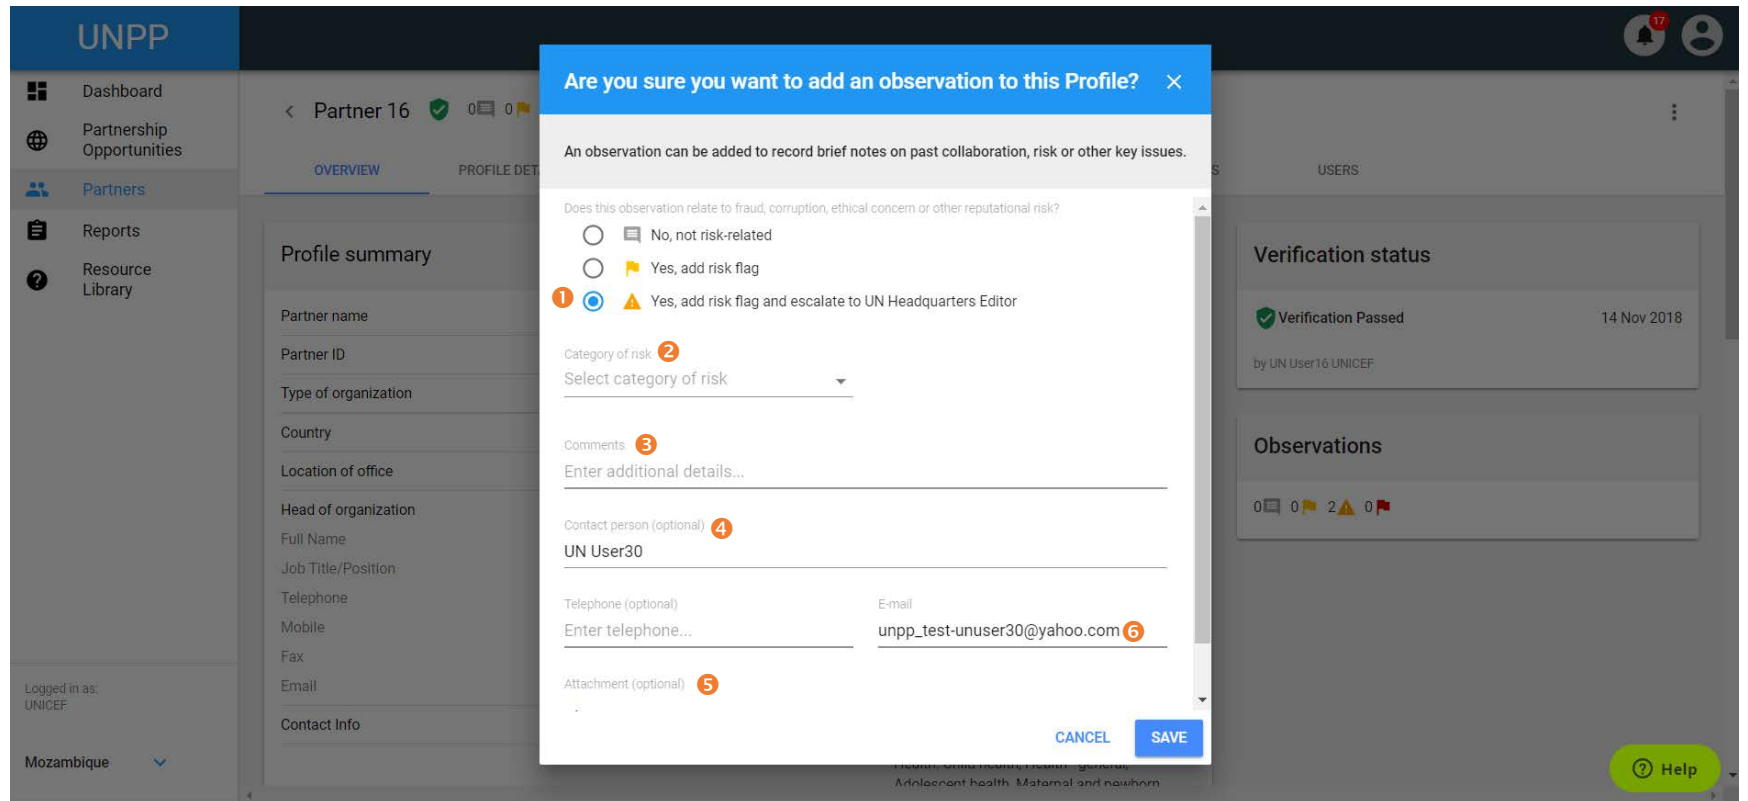 UNPP
17
Dashboard
Partnership
Opportunities
Partners
Reports
Resource
Library
Logged in as:
UNICEF
Mozambique
Partner 16 0 0
OVERVIEW PROFILE DET USERS
Profile summary
Partner name
Partner ID
Type of organization
Country
Location of office
Head of organization
Full Name
Job Title/Position
Telephone
Mobile
Fax
Email
Contact Info
Are you sure you want to add an observation to this Profile?
An observation can be added to record brief notes on past collaboration, risk or other key issues.
Does this observation relate to fraud, corruption, ethical concern or other reputational risk?
No, not risk-related
Yes, add risk flag
1 Yes, add risk flag and escalate to UN Headquarters Editor
Category of risk 2
Select category of risk
Comments 3
Enter additional details...
Contact person (optional) 4
UN User30
Telephone (optional) E-mail
Enter telephone... unpp_test-unuser30@yahoo.com 6
Attachment (optional) 5
CANCEL SAVE
Adolescent health, Maternal and newborn
Verification status
Verification Passed 14 Nov 2018
by UN User16 UNICEF
Observations
0 0 2 0
? Help